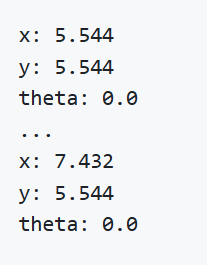 x: 5.544
y: 5.544
theta: 0.0
...
x: 7.432
y: 5.544
theta: 0.0